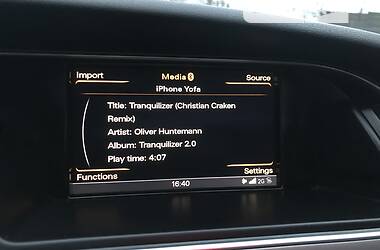 Import
Media
Source
iPhone Yofa
Title: Tranquilizer (Christian Craken
Remix)
Artist: Oliver Huntemann
Album: Tranquilizer 2.0
Play time: 4:07
Functions
Settings
16:40
2G